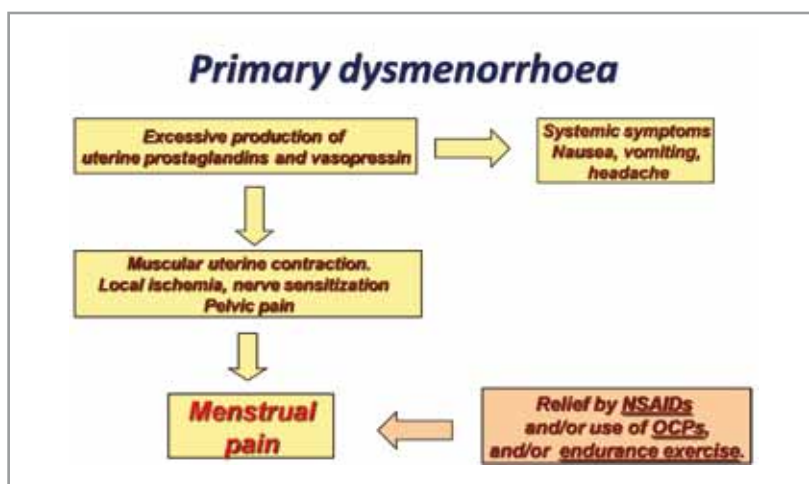 Primary dysmenorrhoea
Excessive production of
uterine prostaglandins and vasopressin
Systemic symptoms
Nausea, vomiting,
headache
Muscular uterine contraction.
Local ischemia, nerve sensitization
Pelvic pain
Menstrual
pain
Relief by NSAIDs
and/or use of OCPs,
and/or endurance exercise.